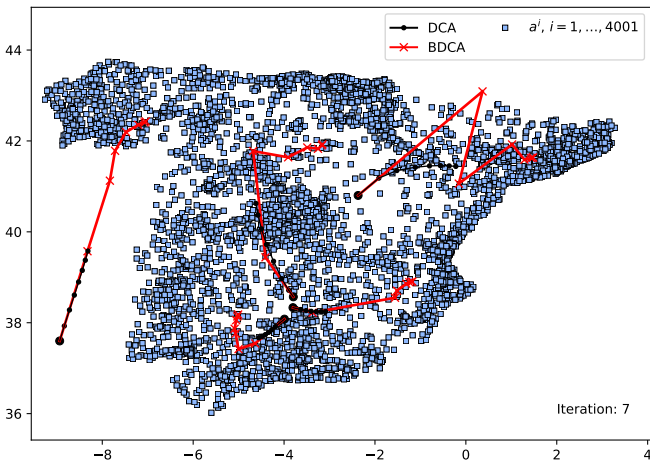 DCA
BDCA
a^i, i = 1, …, 4001
44
42
40
38
36
Iteration: 7
−8 −6 −4 −2 0 2 4